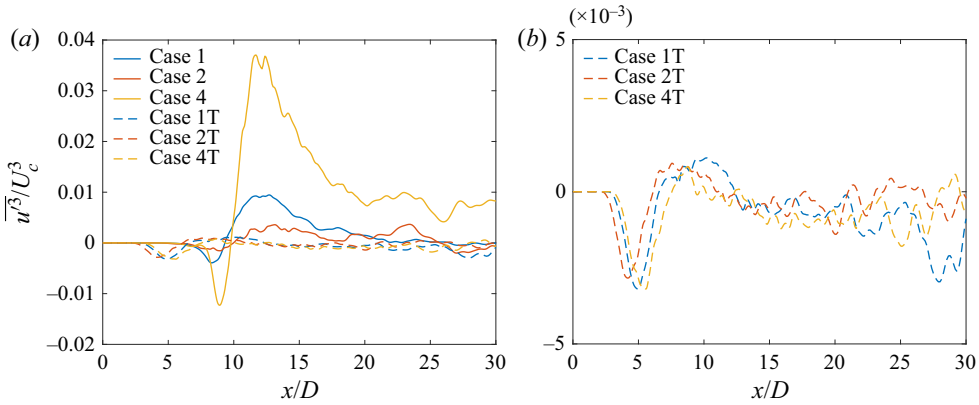 (a)
0.04
0.03
0.02
0.01
0
−0.01
−0.02
Case 1
Case 2
Case 4
Case 1T
Case 2T
Case 4T
0 5 10 15 20 25 30
x/D
u′³/U_c³
(b)
(×10⁻³)
5
0
−5
Case 1T
Case 2T
Case 4T
0 5 10 15 20 25 30
x/D